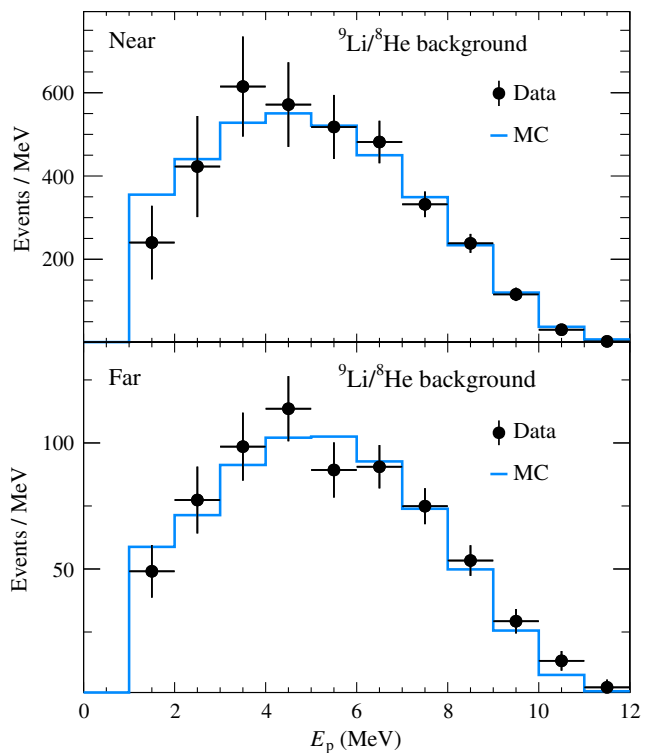 Near
⁹Li/⁸He background
Data
MC
600
400
200
Events / MeV
Far
⁹Li/⁸He background
Data
MC
100
50
Events / MeV
0 2 4 6 8 10 12
Eₚ (MeV)